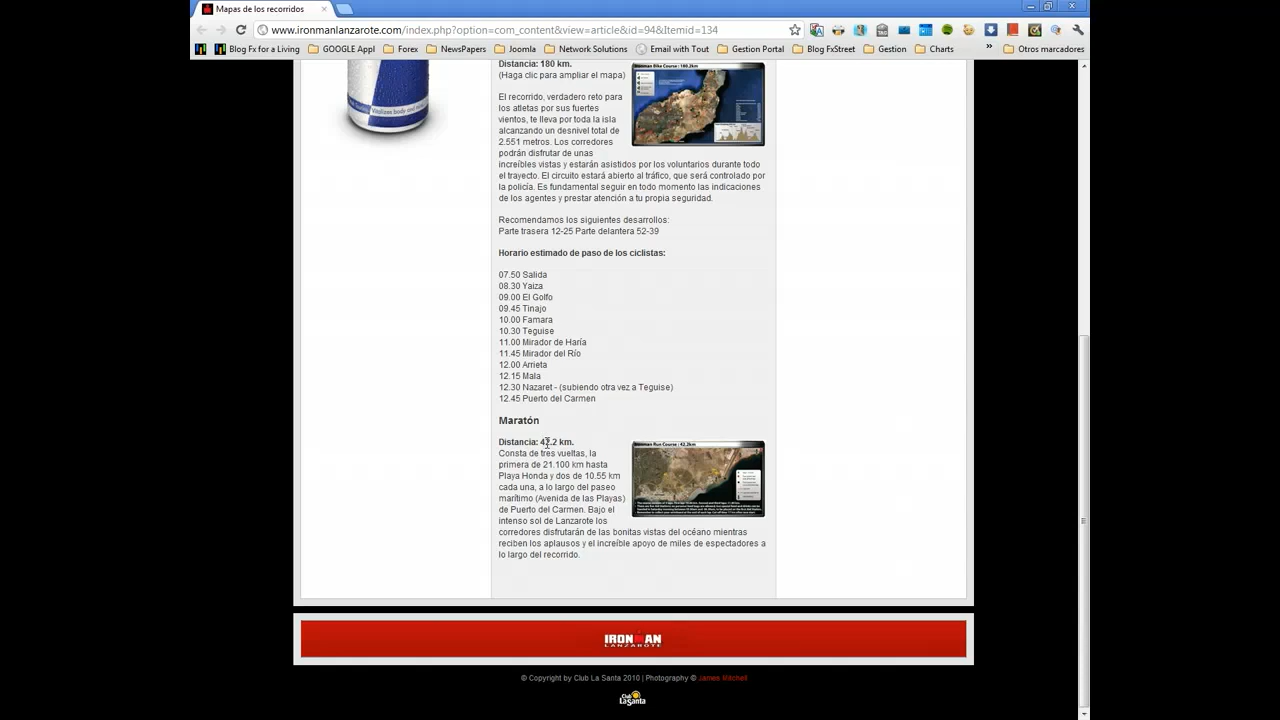 Mapas de los recorridos
www.ironmanlanzarote.com/index.php?option=com_content&view=article&id=94&Itemid=134
Blog Fx for a Living GOOGLE Appl Forex NewsPapers Joomla Network Solutions Email with Tout Gestion Portal Blog FxStreet Gestion Charts » Otros marcadores
Vitalizes body and
Distancia: 180 km.
(Haga clic para ampliar el mapa)
Ironman Bike Course : 180.2km
El recorrido, verdadero reto para
los atletas por sus fuertes
vientos, te lleva por toda la isla
alcanzando un desnivel total de
2.551 metros. Los corredores
podrán disfrutar de unas
increíbles vistas y estarán asistidos por los voluntarios durante todo
el trayecto. El circuito estará abierto al tráfico, que será controlado por
la policía. Es fundamental seguir en todo momento las indicaciones
de los agentes y prestar atención a tu propia seguridad.
Recomendamos los siguientes desarrollos:
Parte trasera 12-25 Parte delantera 52-39
Horario estimado de paso de los ciclistas:
07.50 Salida
08.30 Yaiza
09.00 El Golfo
09.45 Tinajo
10.00 Famara
10.30 Teguise
11.00 Mirador de Haría
11.45 Mirador del Río
12.00 Arrieta
12.15 Mala
12.30 Nazaret - (subiendo otra vez a Teguise)
12.45 Puerto del Carmen
Maratón
Distancia: 42.2 km.
Ironman Run Course : 42.2km
Consta de tres vueltas, la
primera de 21.100 km hasta
Playa Honda y dos de 10.55 km
cada una, a lo largo del paseo
marítimo (Avenida de las Playas)
de Puerto del Carmen. Bajo el
intenso sol de Lanzarote los
corredores disfrutarán de las bonitas vistas del océano mientras
reciben los aplausos y el increíble apoyo de miles de espectadores a
lo largo del recorrido.
IRONMAN
LANZAROTE
© Copyright by Club La Santa 2010 | Photography © James Mitchell
Club
La Santa